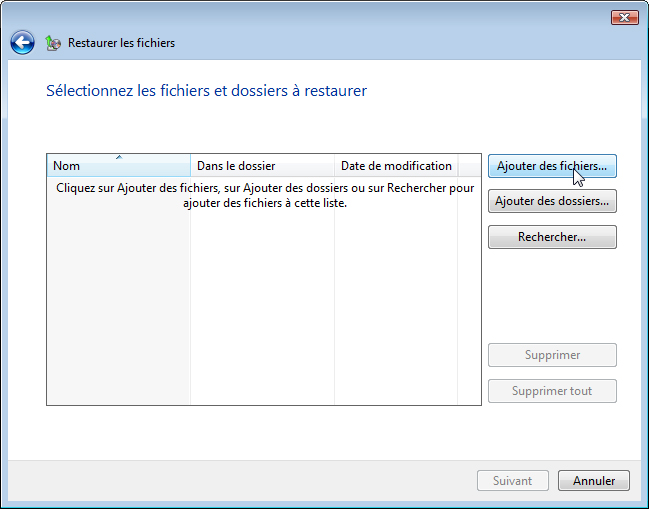 Restaurer les fichiers
Sélectionnez les fichiers et dossiers à restaurer
Nom Dans le dossier Date de modification
Cliquez sur Ajouter des fichiers, sur Ajouter des dossiers ou sur Rechercher pour
ajouter des fichiers à cette liste.
Ajouter des fichiers...
Ajouter des dossiers...
Rechercher...
Supprimer
Supprimer tout
Suivant Annuler